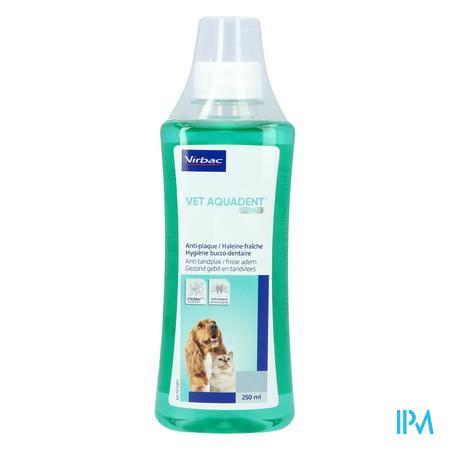 Virbac
VET AQUADENT®
Anti-plaque / Haleine fraîche
Hygiène bucco-dentaire
Anti-tandplak / frisse adem
Gezond gebit en tandvlees
250 ml
IPM